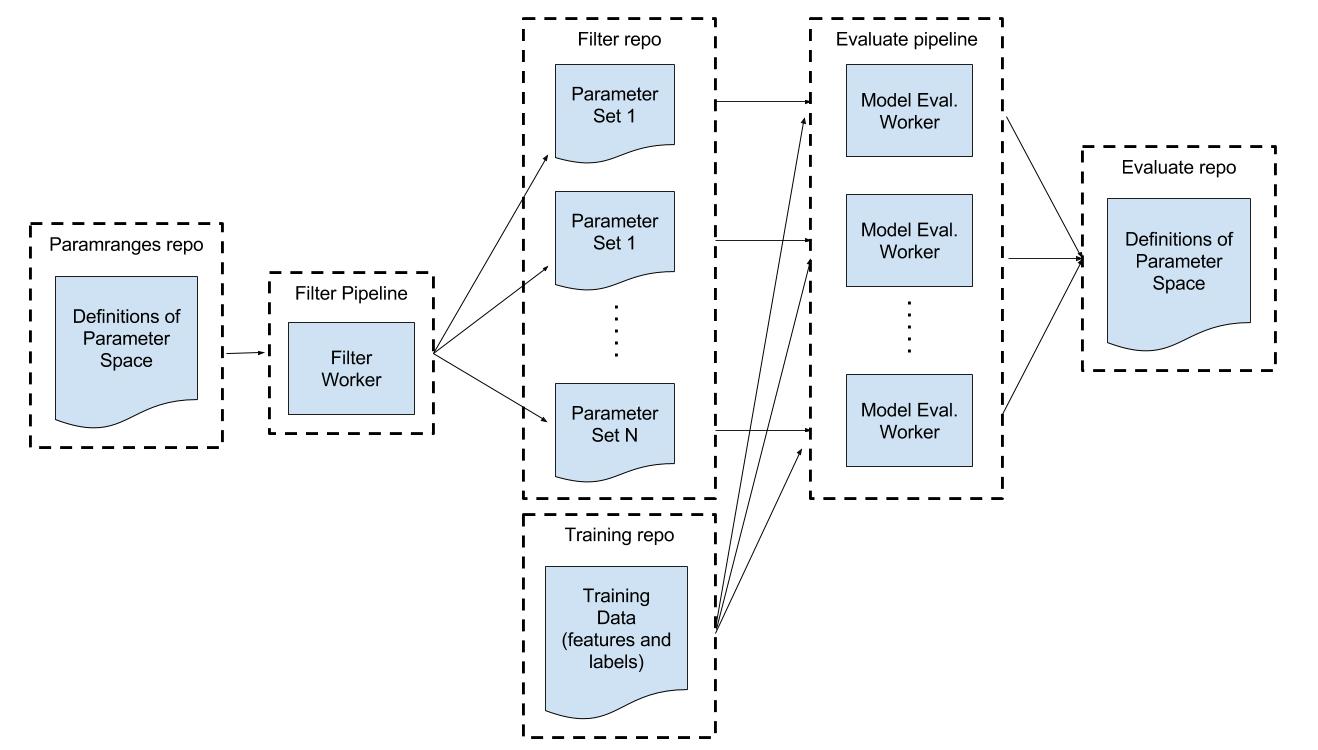 Paramranges repo
Definitions of
Parameter
Space
Filter Pipeline
Filter
Worker
Filter repo
Parameter
Set 1
Parameter
Set 1
Parameter
Set N
Training repo
Training
Data
(features and
labels)
Evaluate pipeline
Model Eval.
Worker
Model Eval.
Worker
Model Eval.
Worker
Evaluate repo
Definitions of
Parameter
Space